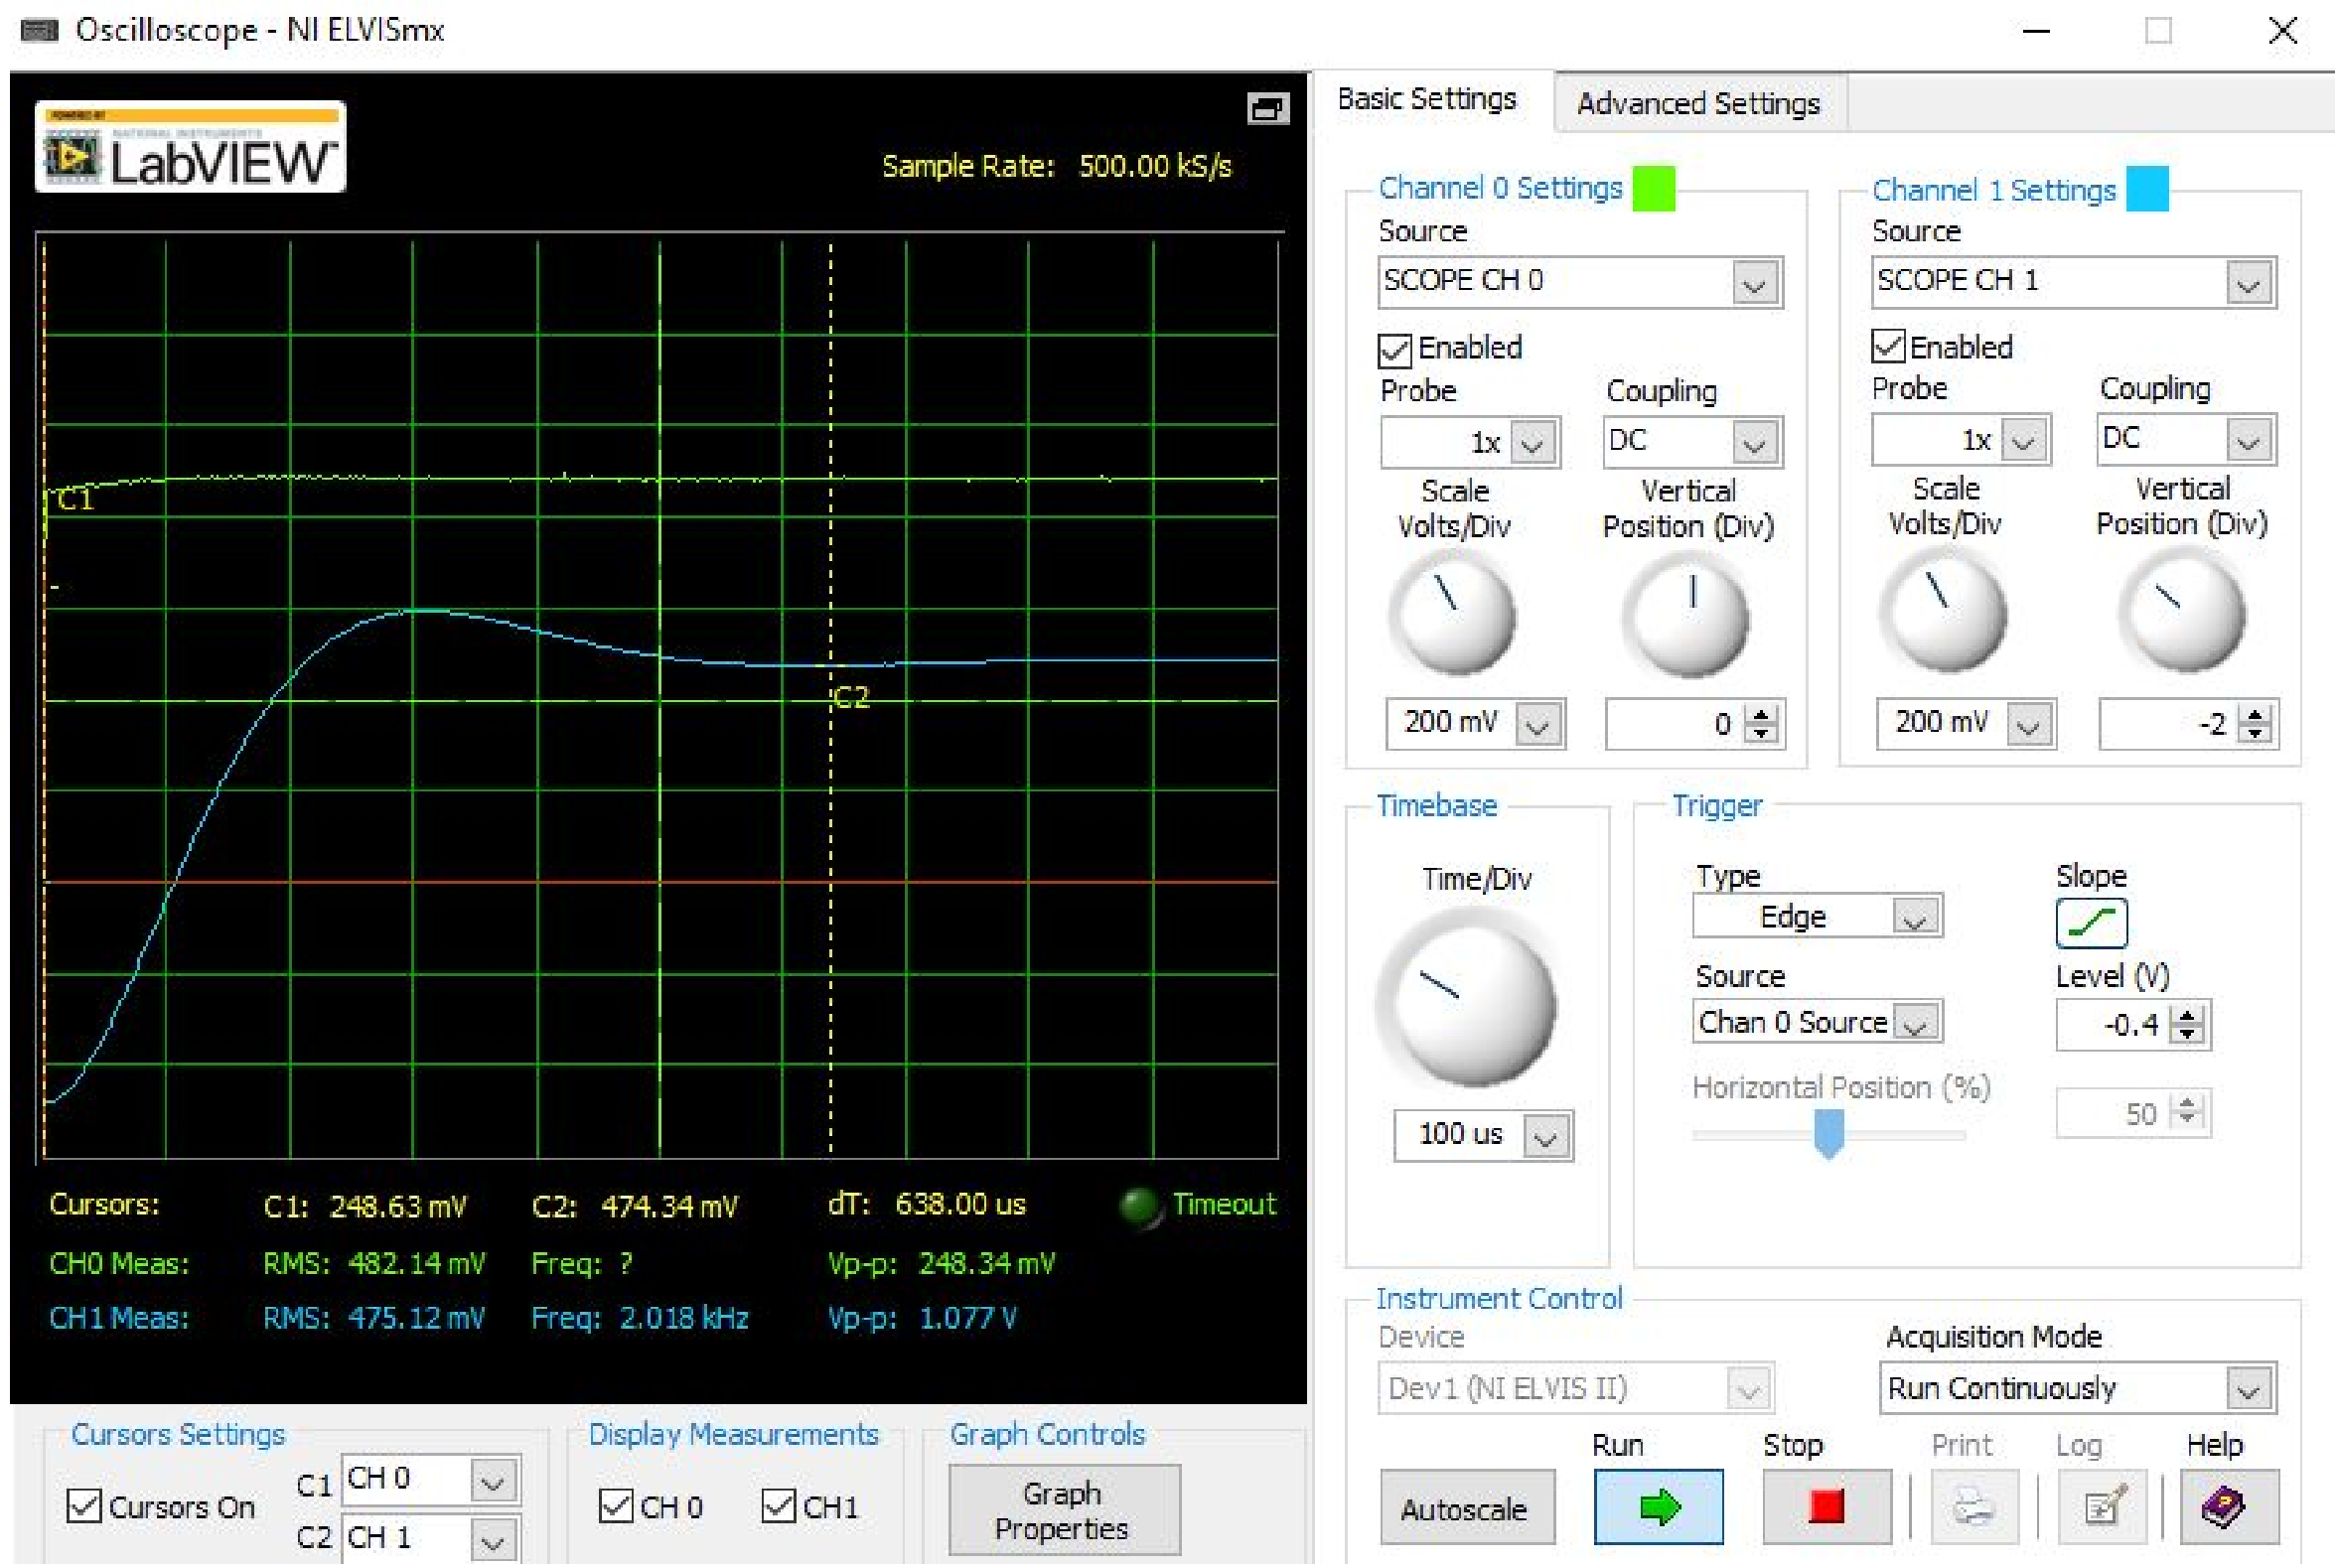 Oscilloscope - NI ELVISmx
POWERED BY
NATIONAL INSTRUMENTS
LabVIEW™
Sample Rate: 500.00 kS/s
C1
C2
Cursors: C1: 248.63 mV C2: 474.34 mV dT: 638.00 us Timeout
CH0 Meas: RMS: 482.14 mV Freq: ? Vp-p: 248.34 mV
CH1 Meas: RMS: 475.12 mV Freq: 2.018 kHz Vp-p: 1.077 V
Cursors Settings
Cursors On
C1 CH 0
C2 CH 1
Display Measurements
CH 0 CH1
Graph Controls
Graph
Properties
Basic Settings Advanced Settings
Channel 0 Settings
Source
SCOPE CH 0
Enabled
Probe Coupling
1x DC
Scale Vertical
Volts/Div Position (Div)
200 mV 0
Channel 1 Settings
Source
SCOPE CH 1
Enabled
Probe Coupling
1x DC
Scale Vertical
Volts/Div Position (Div)
200 mV -2
Timebase
Time/Div
100 us
Trigger
Type Slope
Edge
Source Level (V)
Chan 0 Source -0.4
Horizontal Position (%)
50
Instrument Control
Device Acquisition Mode
Dev1 (NI ELVIS II) Run Continuously
Run Stop Print Log Help
Autoscale